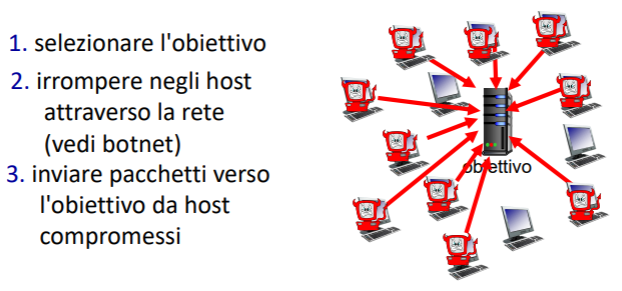 1. selezionare l'obiettivo
2. irrompere negli host
attraverso la rete
(vedi botnet)
3. inviare pacchetti verso
l'obiettivo da host
compromessi
obiettivo